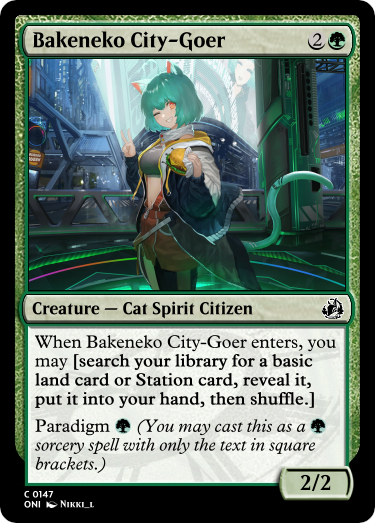 Bakeneko City-Goer 2
Creature — Cat Spirit Citizen
When Bakeneko City-Goer enters, you
may [search your library for a basic
land card or Station card, reveal it,
put it into your hand, then shuffle.]
Paradigm (You may cast this as a
sorcery spell with only the text in square
brackets.)
2/2
C 0147
ONI Nikki_l